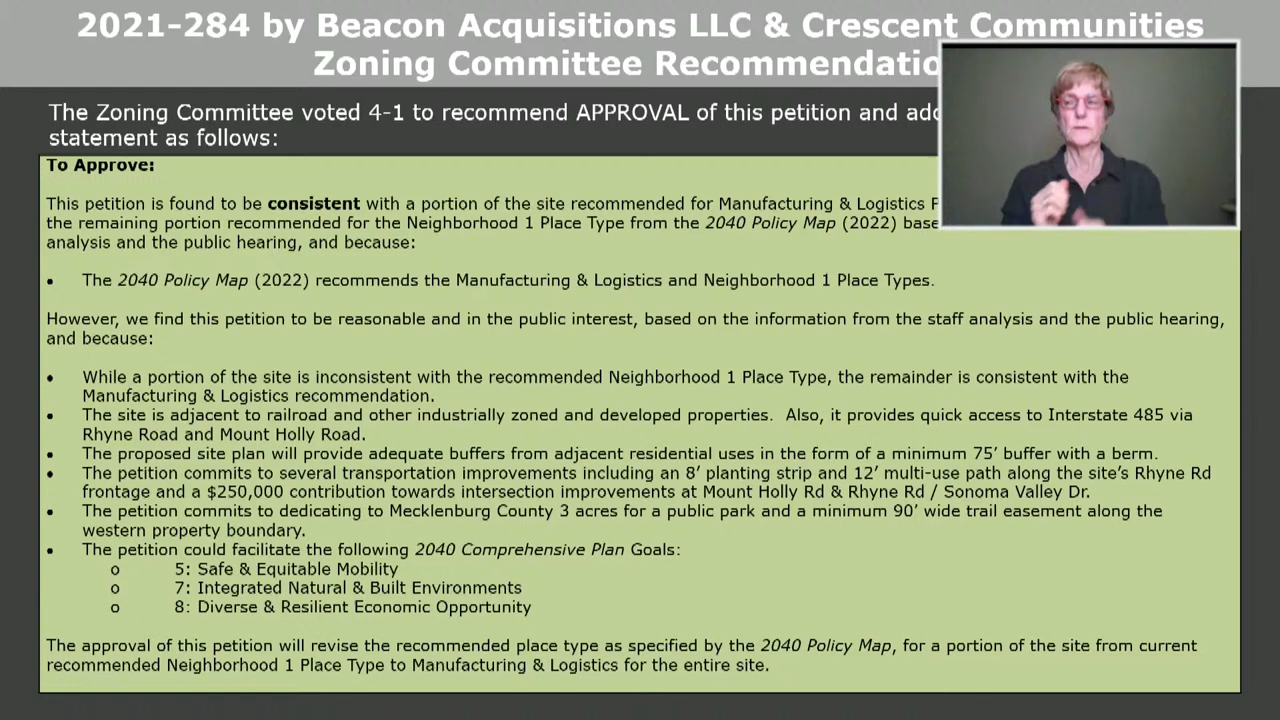 2021-284 by Beacon Acquisitions LLC & Crescent Communities
Zoning Committee Recommendatio
The Zoning Committee voted 4-1 to recommend APPROVAL of this petition and
statement as follows:
To Approve:
This petition is found to be consistent with a portion of the site recommended for Manufacturing & Logistics
the remaining portion recommended for the Neighborhood 1 Place Type from the 2040 Policy Map (2022)
analysis and the public hearing, and because:
• The 2040 Policy Map (2022) recommends the Manufacturing & Logistics and Neighborhood 1 Place Types.
However, we find this petition to be reasonable and in the public interest, based on the information from the staff analysis and the public hearing,
and because:
• While a portion of the site is inconsistent with the recommended Neighborhood 1 Place Type, the remainder is consistent with the
Manufacturing & Logistics recommendation.
• The site is adjacent to railroad and other industrially zoned and developed properties. Also, it provides quick access to Interstate 485 via
Rhyne Road and Mount Holly Road.
• The proposed site plan will provide adequate buffers from adjacent residential uses in the form of a minimum 75' buffer with a berm.
• The petition commits to several transportation improvements including an 8' planting strip and 12' multi-use path along the site's Rhyne Rd
frontage and a $250,000 contribution towards intersection improvements at Mount Holly Rd & Rhyne Rd / Sonoma Valley Dr.
• The petition commits to dedicating to Mecklenburg County 3 acres for a public park and a minimum 90' wide trail easement along the
western property boundary.
• The petition could facilitate the following 2040 Comprehensive Plan Goals:
o 5: Safe & Equitable Mobility
o 7: Integrated Natural & Built Environments
o 8: Diverse & Resilient Economic Opportunity
The approval of this petition will revise the recommended place type as specified by the 2040 Policy Map, for a portion of the site from current
recommended Neighborhood 1 Place Type to Manufacturing & Logistics for the entire site.